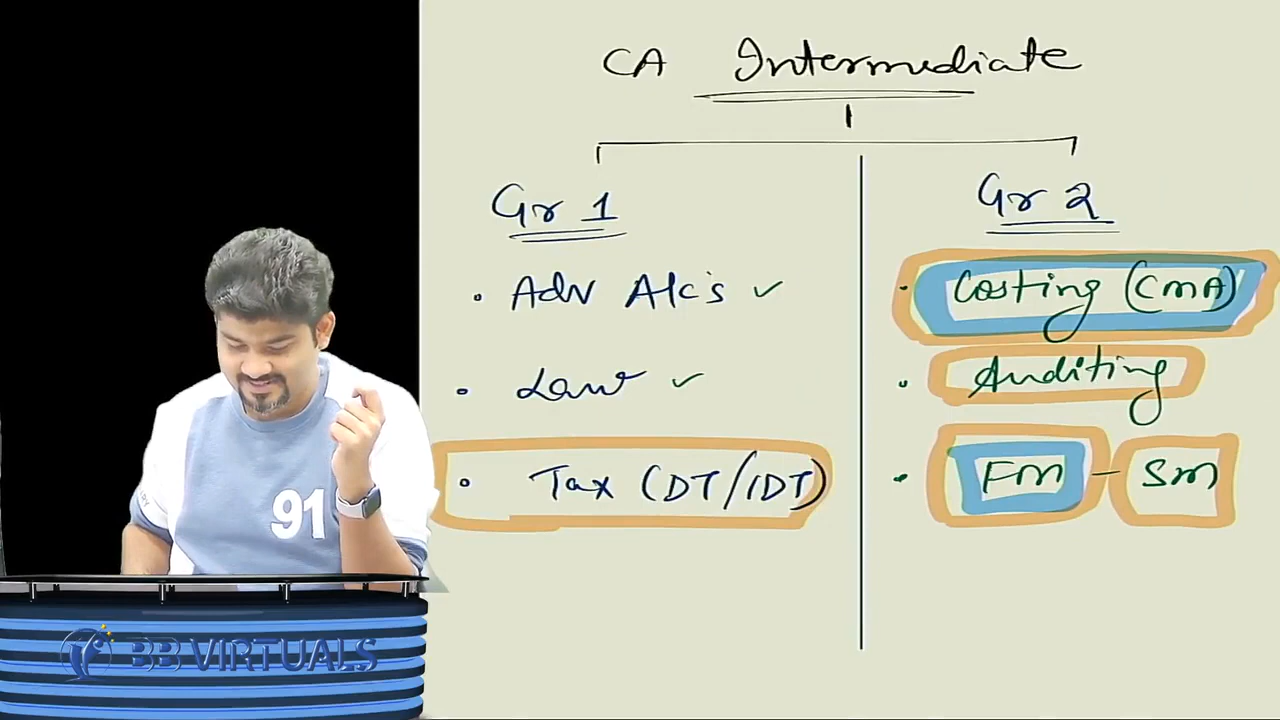 CA Intermediate
Gr 1
• Adv A/c's ✓
• Law ✓
• Tax (DT/IDT)
Gr 2
• Costing (CMA)
• Auditing
• FM - SM
91
BB VIRTUALS